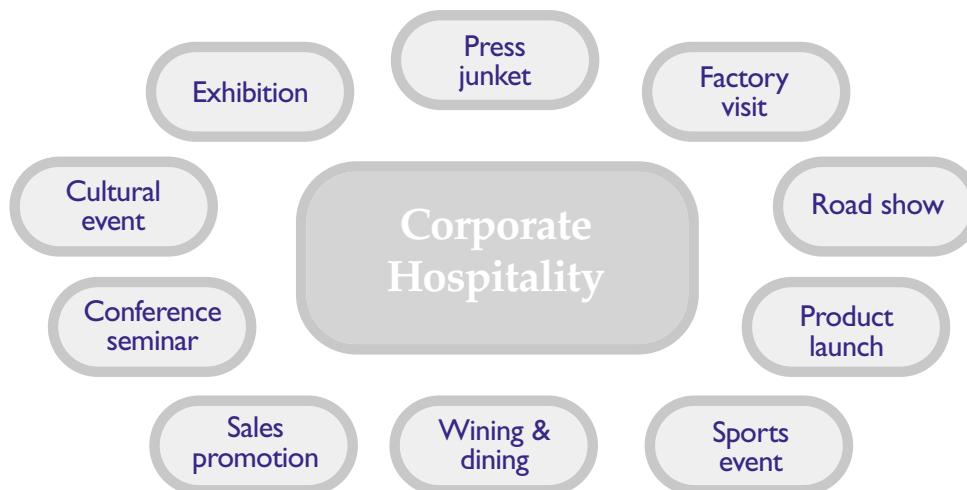 Press
junket
Exhibition
Factory
visit
Cultural
event
Road show
Corporate
Hospitality
Conference
seminar
Product
launch
Sales
promotion
Wining &
dining
Sports
event